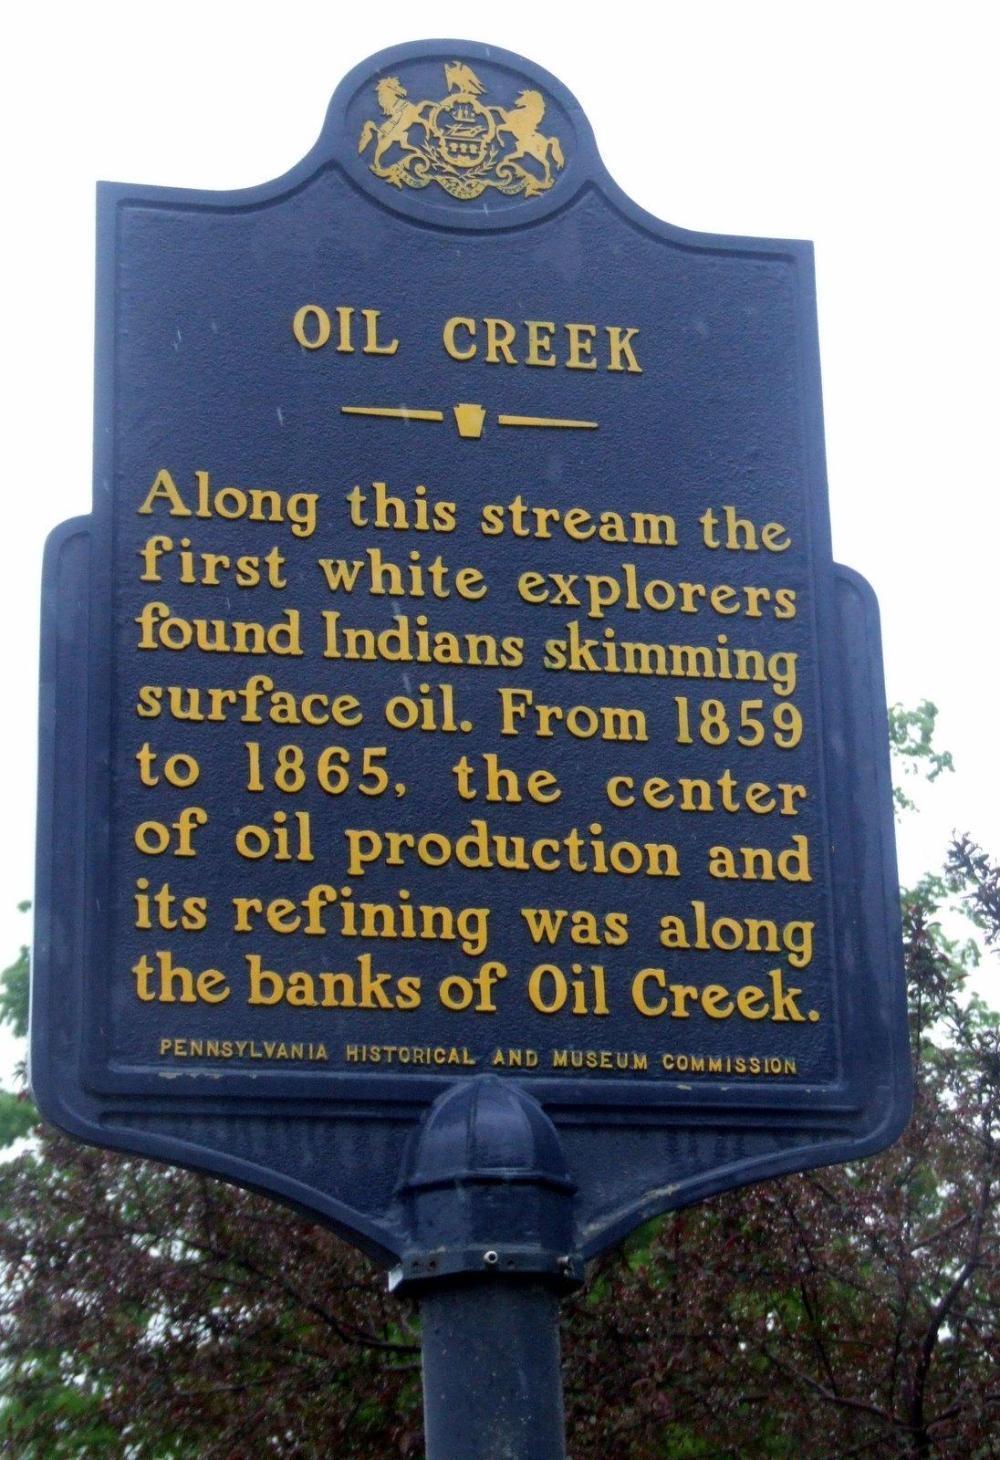 OIL CREEK
Along this stream the
first white explorers
found Indians skimming
surface oil. From 1859
to 1865, the center
of oil production and
its refining was along
the banks of Oil Creek.
PENNSYLVANIA HISTORICAL AND MUSEUM COMMISSION